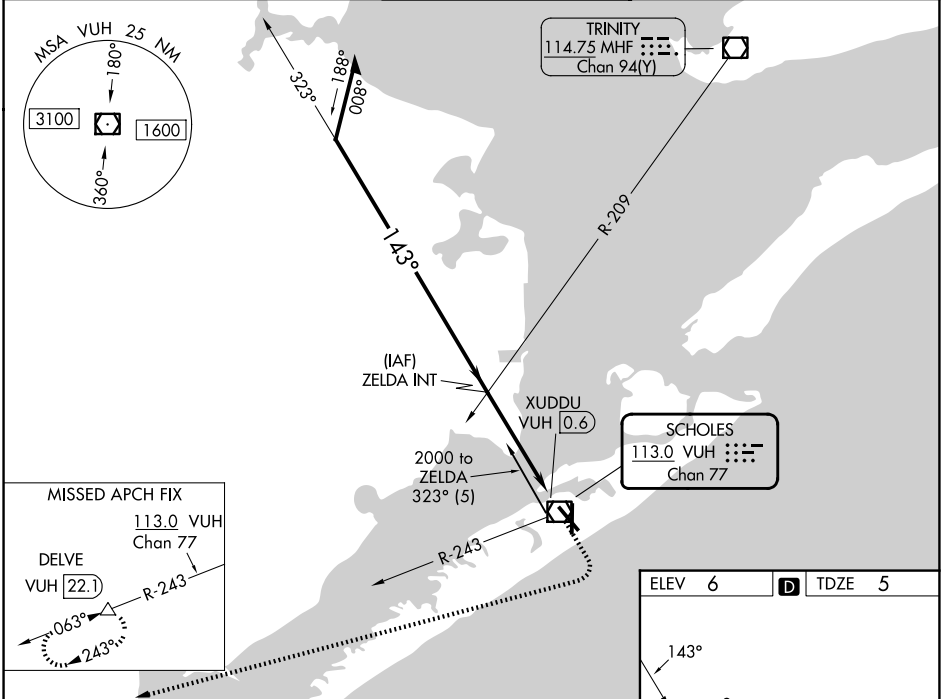 MSA VUH 25 NM
180°
3100
1600
360°
323°
188°
008°
TRINITY
114.75 MHF
Chan 94(Y)
R-209
143°
(IAF)
ZELDA INT
XUDDU
VUH 0.6
SCHOLES
113.0 VUH
Chan 77
2000 to
ZELDA
323° (5)
R-243
MISSED APCH FIX
113.0 VUH
Chan 77
DELVE
VUH 22.1
R-243
063°
243°
ELEV 6 D TDZE 5
143°